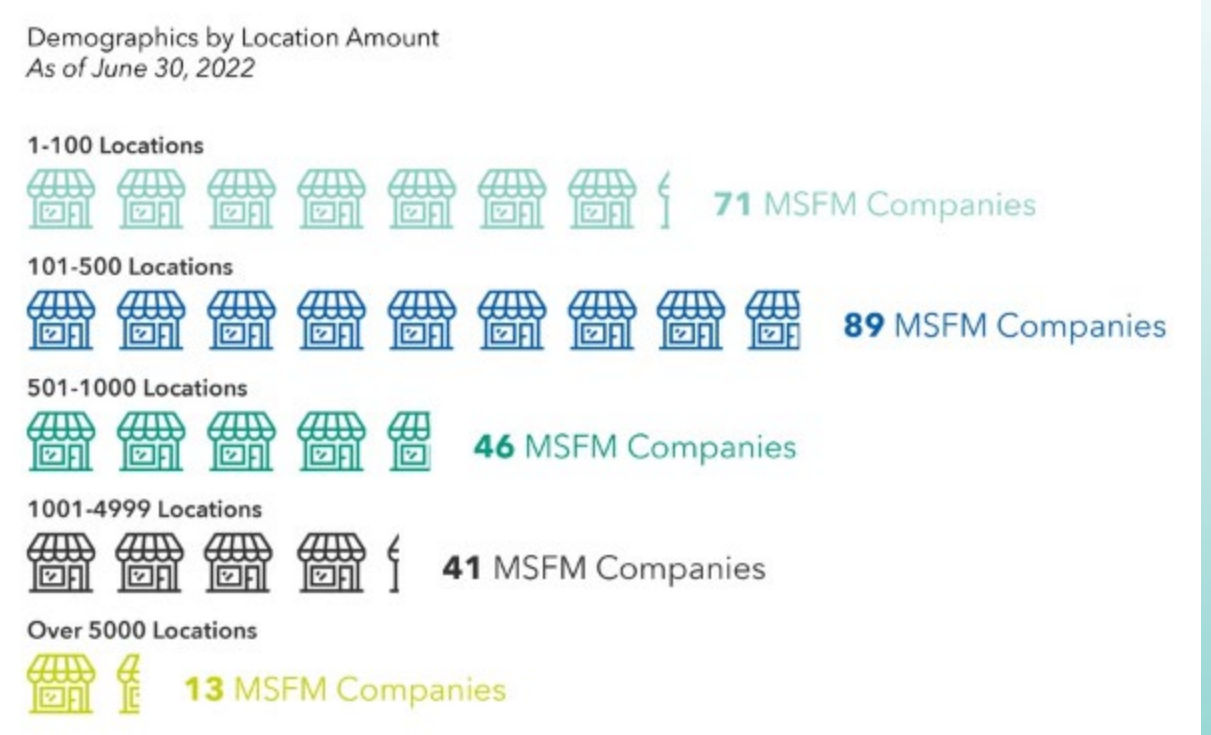 Demographics by Location Amount
As of June 30, 2022
1-100 Locations
71 MSFM Companies
101-500 Locations
89 MSFM Companies
501-1000 Locations
46 MSFM Companies
1001-4999 Locations
41 MSFM Companies
Over 5000 Locations
13 MSFM Companies